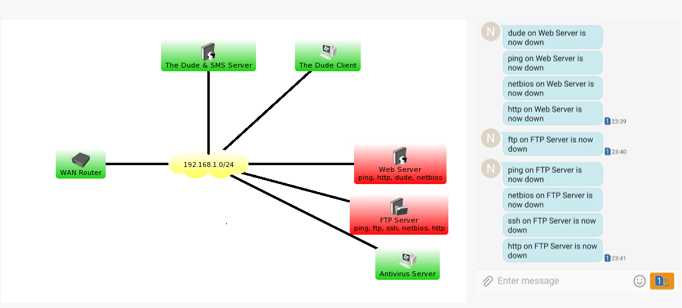 The Dude & SMS Server
The Dude Client
WAN Router
192.168.1.0/24
Web Server
ping, http, dude, netbios
FTP Server
ping, ftp, ssh, netbios, http
Antivirus Server
N
dude on Web Server is
now down
ping on Web Server is
now down
netbios on Web Server is
now down
http on Web Server is
now down
1 23:39
N
ftp on FTP Server is now
down
1 23:40
N
ping on FTP Server is
now down
netbios on FTP Server is
now down
ssh on FTP Server is now
down
http on FTP Server is now
down
1 23:41
Enter message
1